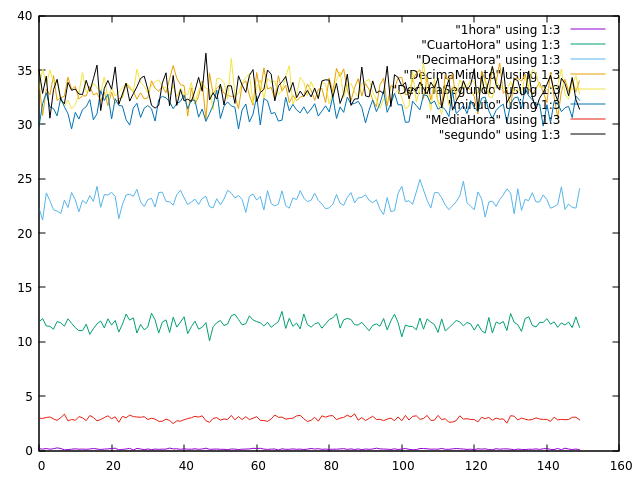 40
35
30
25
20
15
10
5
0
0 20 40 60 80 100 120 140 160
"1hora" using 1:3
"CuartoHora" using 1:3
"DecimaHora" using 1:3
"DecimaMinuto" using 1:3
"DecimaSegundo" using 1:3
"minuto" using 1:3
"MediaHora" using 1:3
"segundo" using 1:3